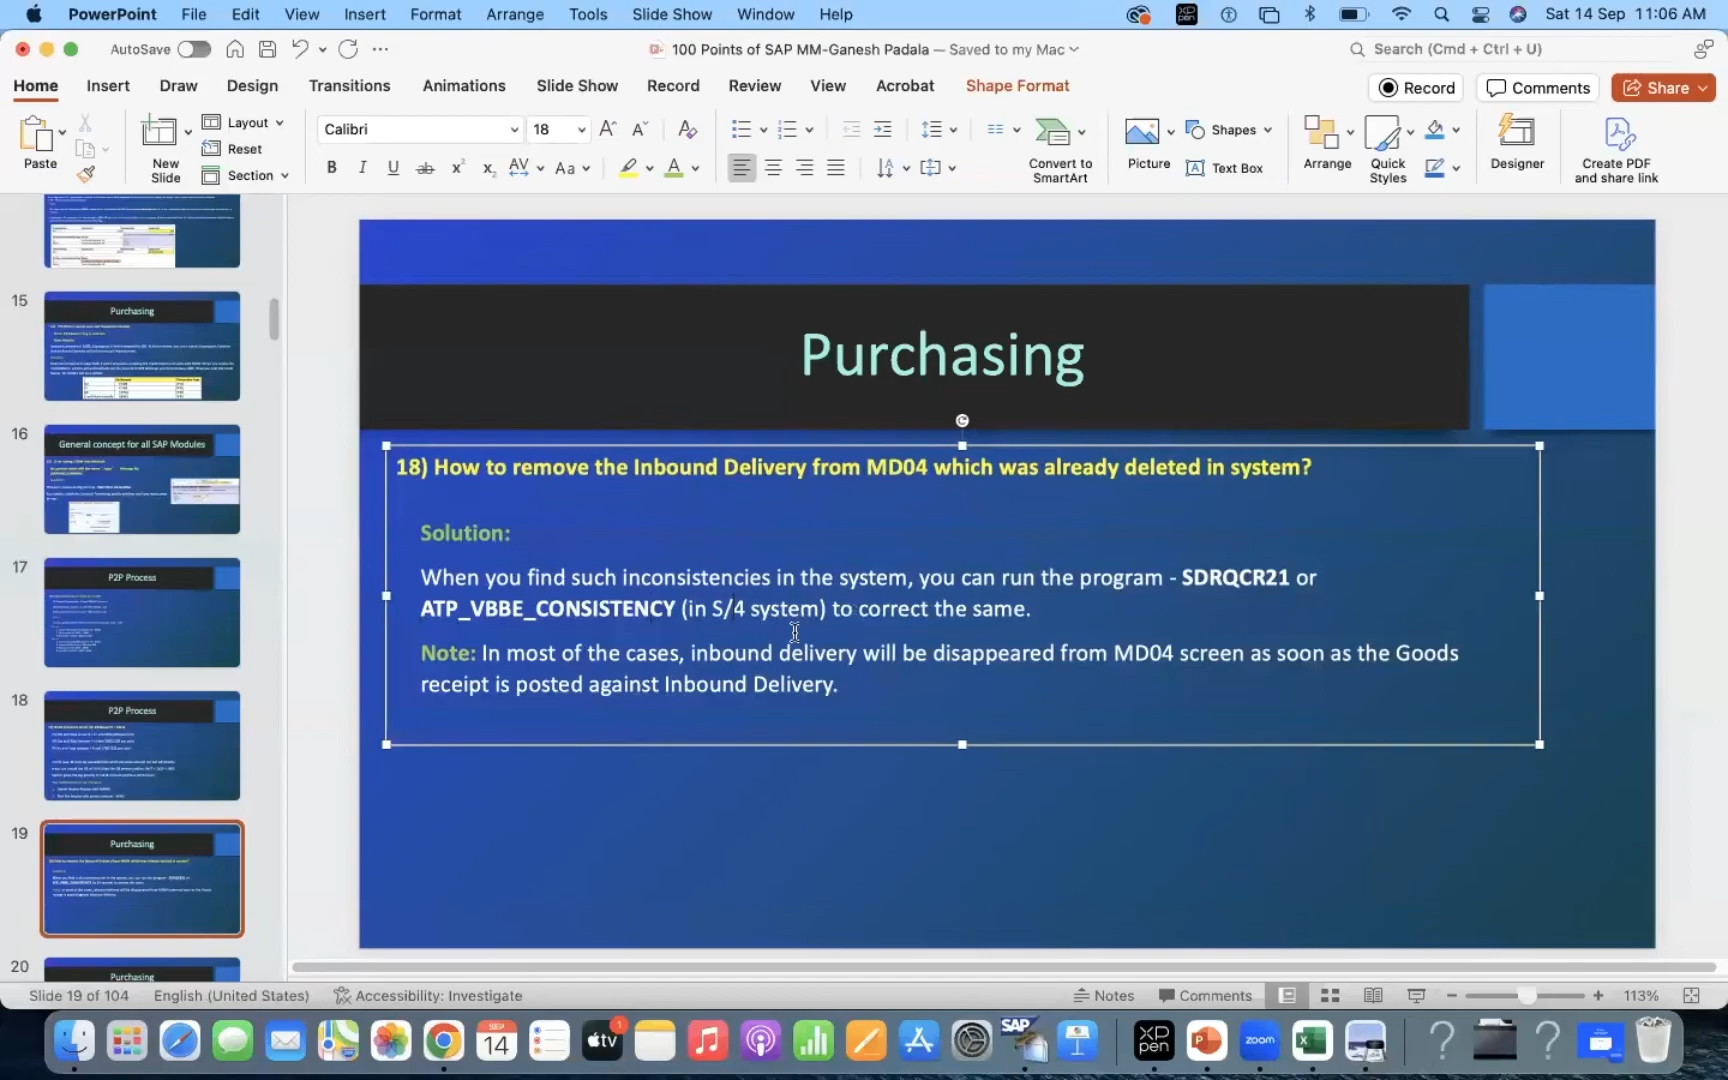 PowerPoint File Edit View Insert Format Arrange Tools Slide Show Window Help Sat 14 Sep 11:06 AM
AutoSave 100 Points of SAP MM-Ganesh Padala — Saved to my Mac Search (Cmd + Ctrl + U)
Home Insert Draw Design Transitions Animations Slide Show Record Review View Acrobat Shape Format Record Comments Share
Paste New Slide Layout Reset Section Calibri 18 Convert to SmartArt Picture Shapes Text Box Arrange Quick Styles Designer Create PDF and share link
15
Purchasing
16
General concept for all SAP Modules
17
P2P Process
18
P2P Process
19
Purchasing
20
Purchasing
Purchasing
18) How to remove the Inbound Delivery from MD04 which was already deleted in system?
Solution:
When you find such inconsistencies in the system, you can run the program - SDRQCR21 or
ATP_VBBE_CONSISTENCY (in S/4 system) to correct the same.
Note: In most of the cases, inbound delivery will be disappeared from MD04 screen as soon as the Goods
receipt is posted against Inbound Delivery.
Slide 19 of 104 English (United States) Accessibility: Investigate Notes Comments 113%
SEP 14 tv 1 SAP XP pen zoom